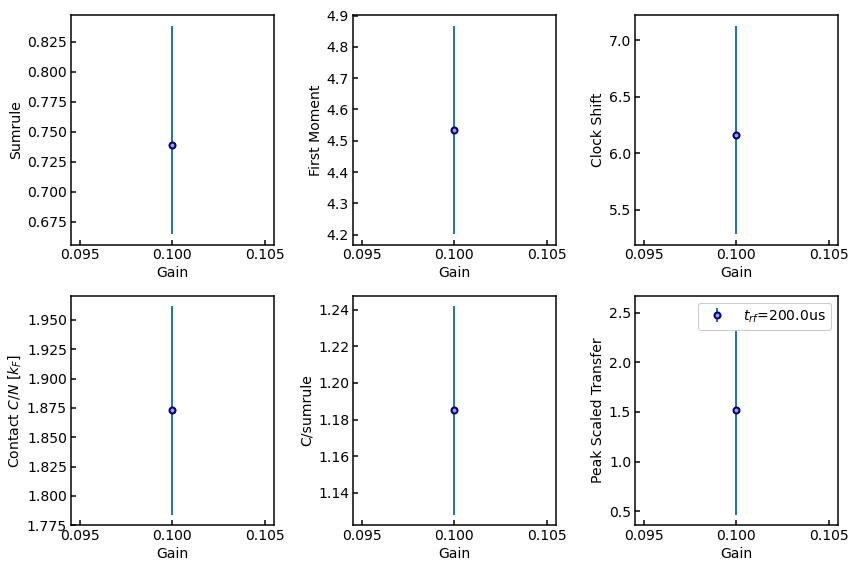 Sumrule
0.825
0.800
0.775
0.750
0.725
0.700
0.675
0.095 0.100 0.105
Gain
First Moment
4.9
4.8
4.7
4.6
4.5
4.4
4.3
4.2
0.095 0.100 0.105
Gain
Clock Shift
7.0
6.5
6.0
5.5
0.095 0.100 0.105
Gain
Contact C/N [k_F]
1.950
1.925
1.900
1.875
1.850
1.825
1.800
1.775
0.095 0.100 0.105
Gain
C/sumrule
1.24
1.22
1.20
1.18
1.16
1.14
0.095 0.100 0.105
Gain
Peak Scaled Transfer
2.5
2.0
1.5
1.0
0.5
t_rf=200.0us
0.095 0.100 0.105
Gain